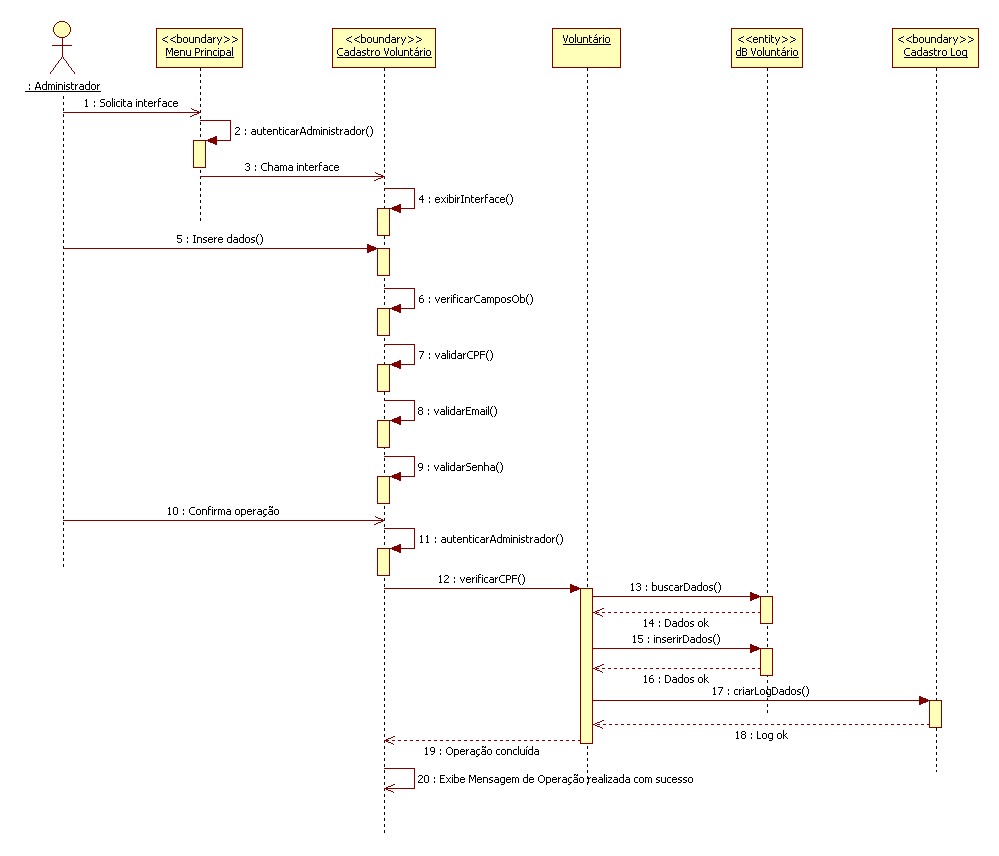 <<boundary>>
Menu Principal
<<boundary>>
Cadastro Voluntário
Voluntário
<<entity>>
dB Voluntário
<<boundary>>
Cadastro Log
: Administrador
1 : Solicita interface
2 : autenticarAdministrador()
3 : Chama interface
4 : exibirInterface()
5 : Insere dados()
6 : verificarCamposOb()
7 : validarCPF()
8 : validarEmail()
9 : validarSenha()
10 : Confirma operação
11 : autenticarAdministrador()
12 : verificarCPF()
13 : buscarDados()
14 : Dados ok
15 : inserirDados()
16 : Dados ok
17 : criarLogDados()
18 : Log ok
19 : Operação concluída
20 : Exibe Mensagem de Operação realizada com sucesso